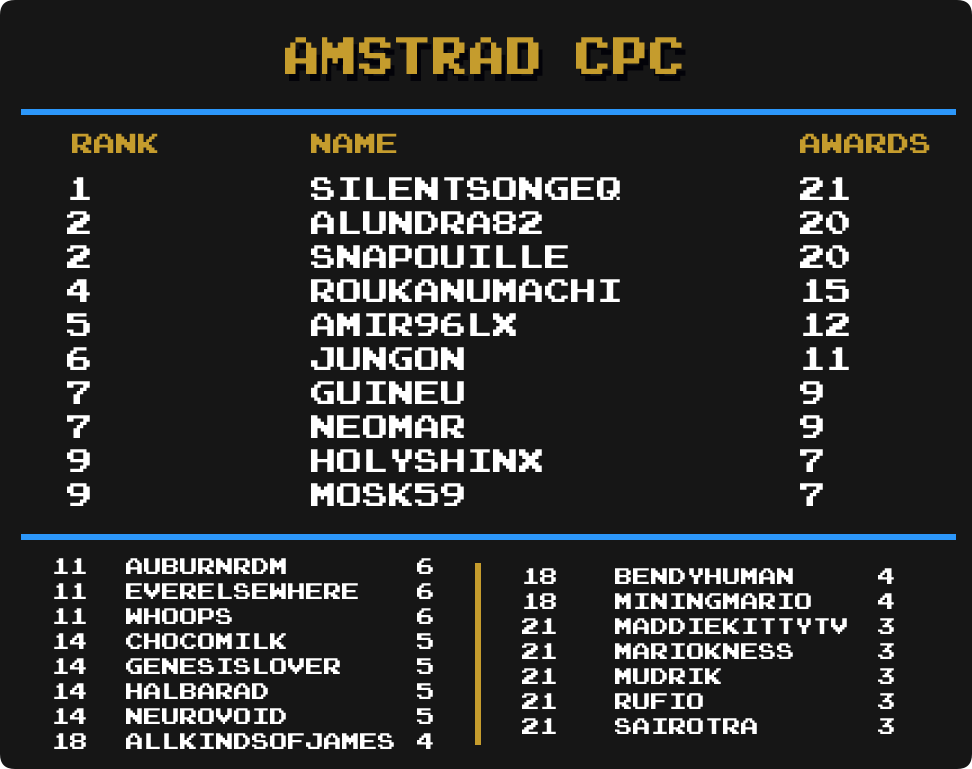 AMSTRAD CPC
RANK NAME AWARDS
1 SILENTSONGEQ 21
2 ALUNDRA82 20
2 SNAPOUILLE 20
4 ROUKANUMACHI 15
5 AMIR96LX 12
6 JUNGON 11
7 GUINEU 9
7 NEOMAR 9
9 HOLYSHINX 7
9 MOSK59 7
11 AUBURNRDM 6
11 EVERELSEWHERE 6
11 WHOOPS 6
14 CHOCOMILK 5
14 GENESISLOVER 5
14 HALBARAD 5
14 NEUROVOID 5
18 ALLKINDSOFJAMES 4
18 BENDYHUMAN 4
18 MININGMARIO 4
21 MADDIEKITTYTV 3
21 MARIOKNESS 3
21 MUDRIK 3
21 RUFIO 3
21 SAIROTRA 3